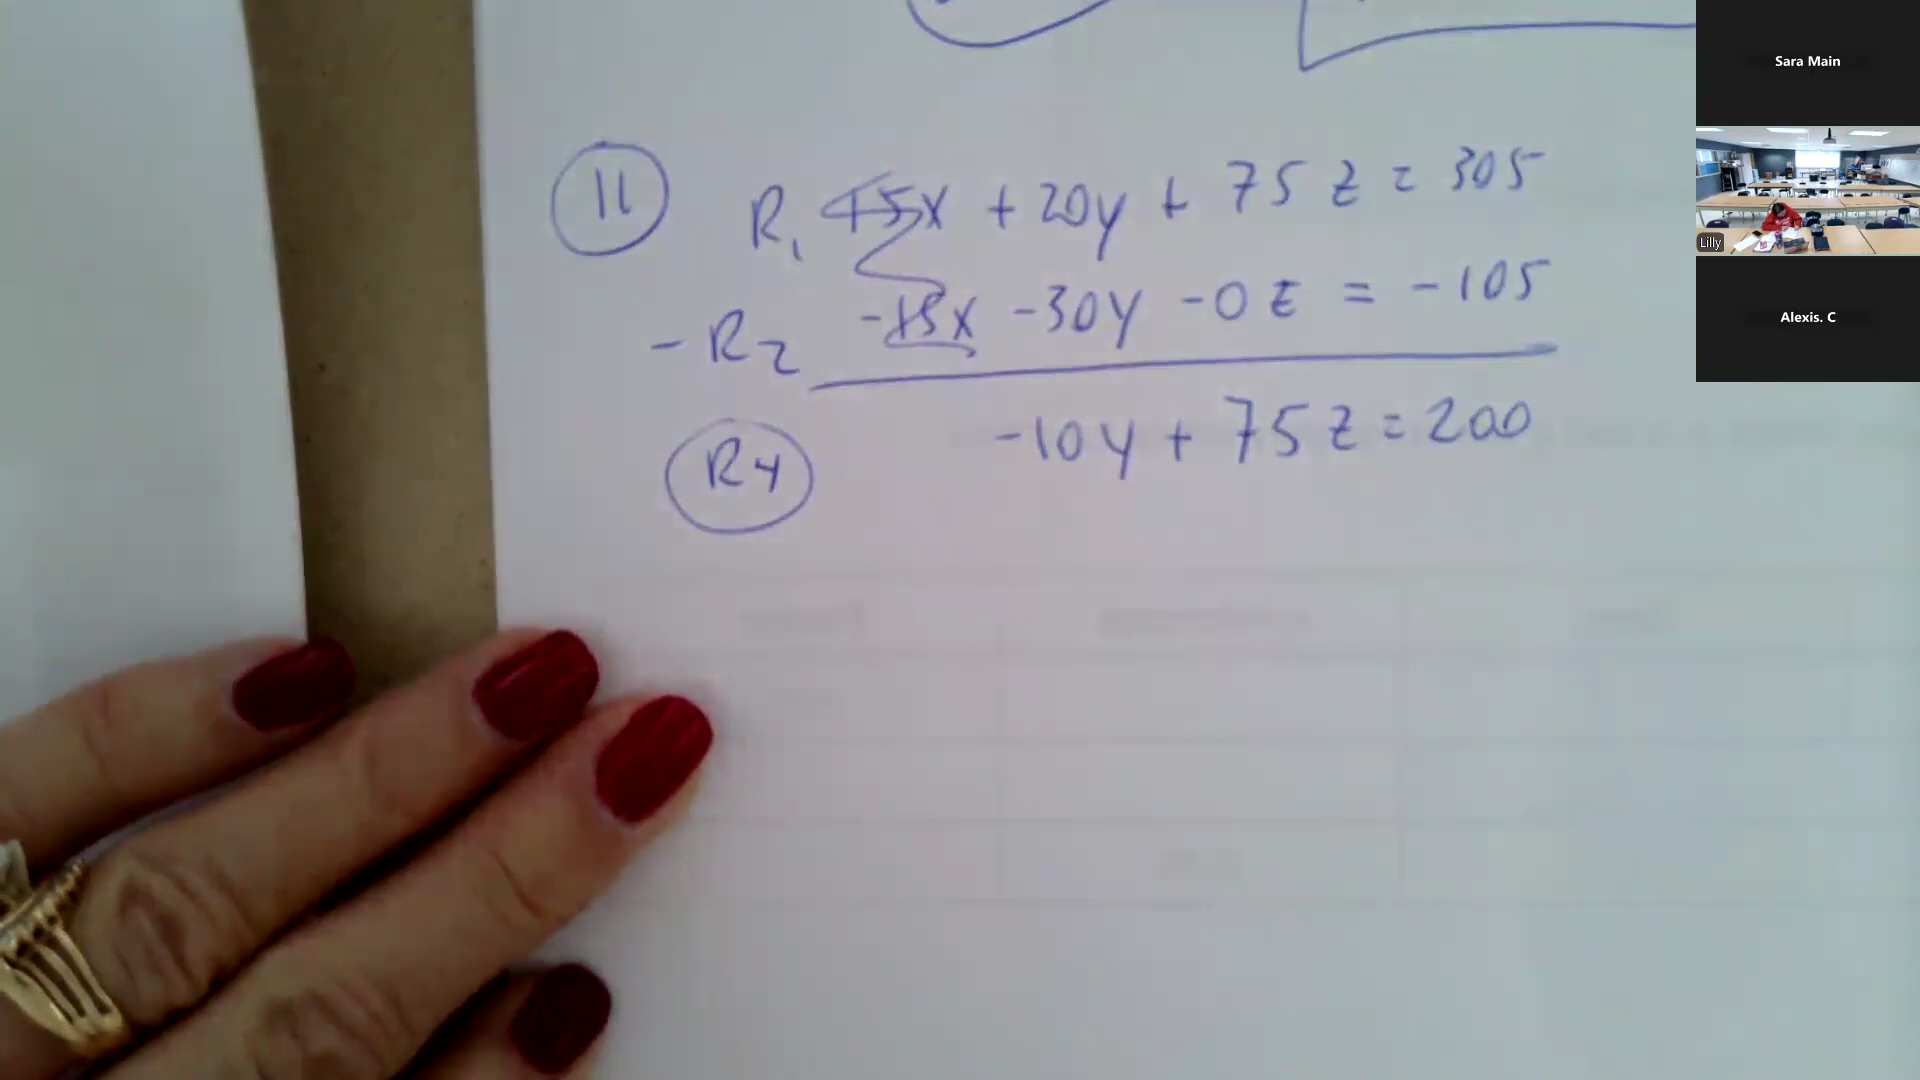 Sara Main
11 R1 15x + 20y + 75z = 305
Lilly
- R2 -15x - 30y - 0z = -105
Alexis. C
R4 -10y + 75z = 200